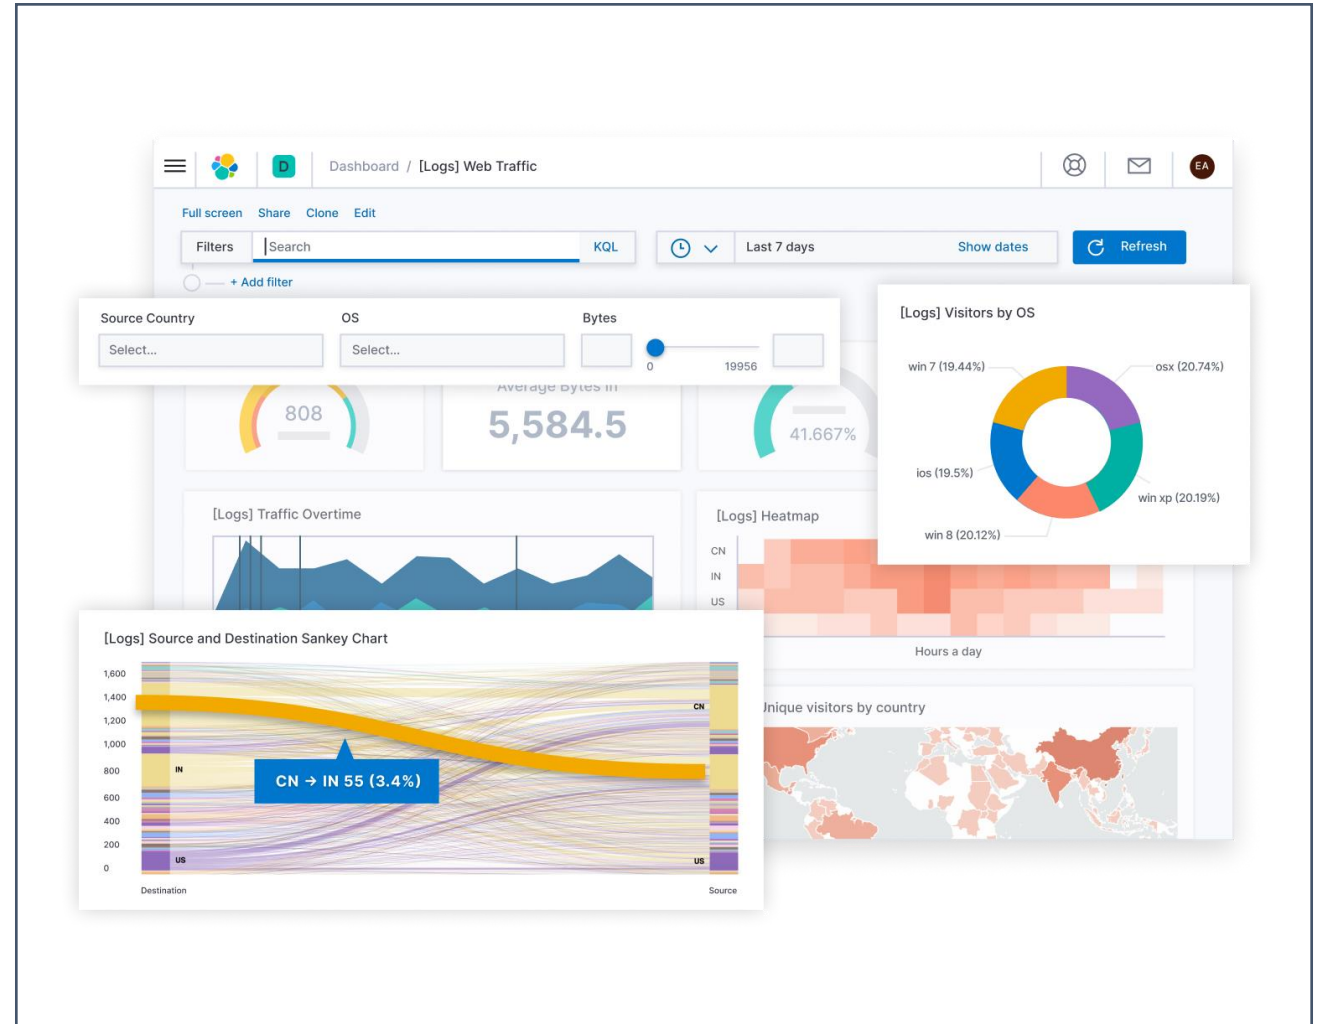 D
Dashboard / [Logs] Web Traffic
EA
Full screen Share Clone Edit
Filters Search KQL
Last 7 days Show dates
Refresh
+ Add filter
Source Country OS Bytes
Select... Select...
0 19956
808
Average Bytes In
5,584.5
41.667%
[Logs] Visitors by OS
win 7 (19.44%) osx (20.74%)
ios (19.5%)
win xp (20.19%)
win 8 (20.12%)
[Logs] Traffic Overtime
[Logs] Heatmap
CN
IN
US
Hours a day
[Logs] Source and Destination Sankey Chart
1,600
1,400
CN
1,200
1,000
800
IN
CN → IN 55 (3.4%)
600
400
200
US US
0
Destination Source
visitors by country